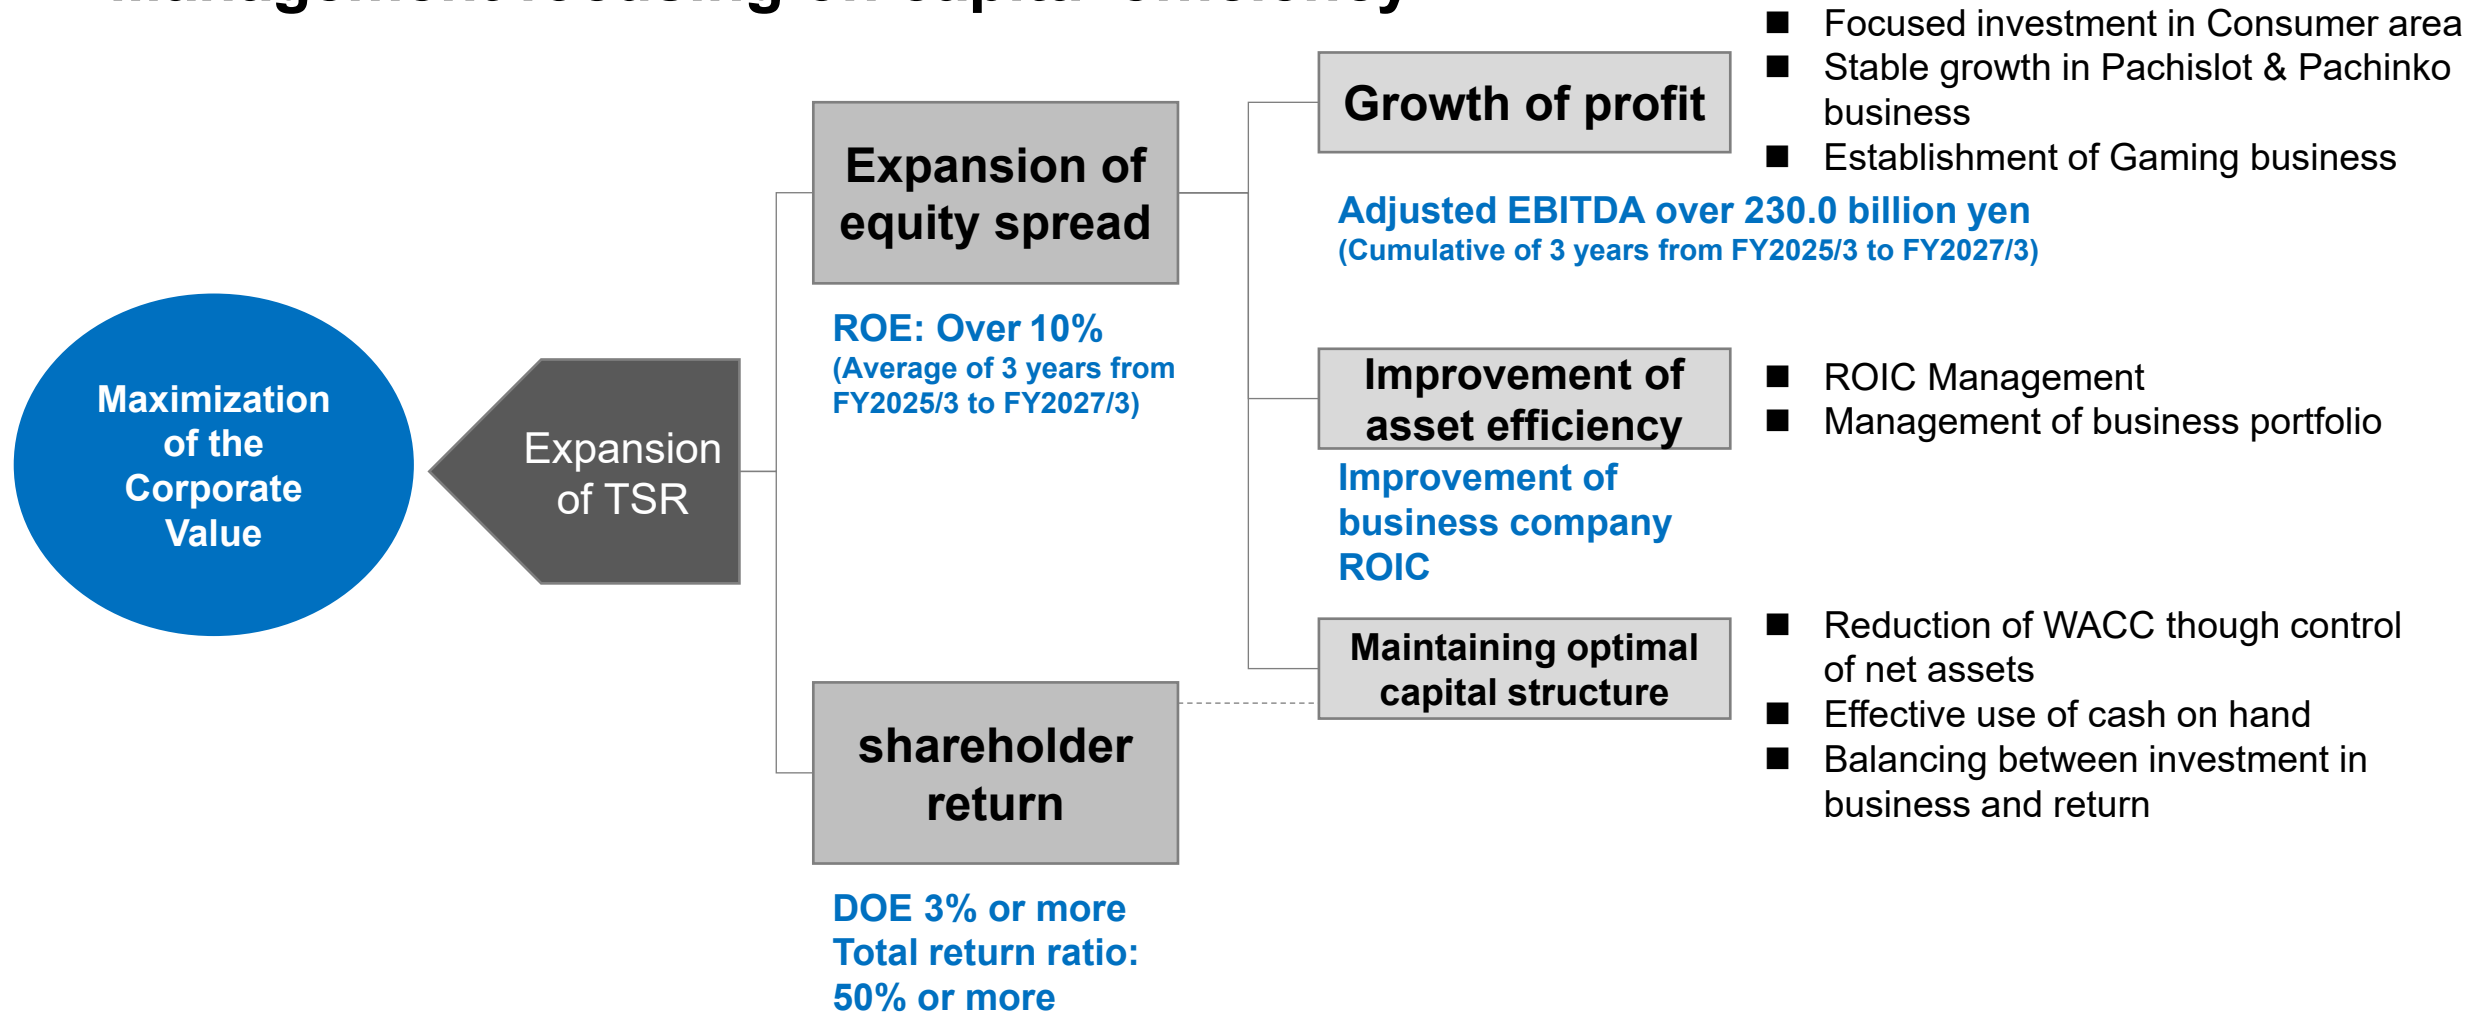 Management focusing on capital efficiency
Focused investment in Consumer area
Stable growth in Pachislot & Pachinko
business
Establishment of Gaming business
Growth of profit
Adjusted EBITDA over 230.0 billion yen
(Cumulative of 3 years from FY2025/3 to FY2027/3)
Expansion of
equity spread
ROE: Over 10%
(Average of 3 years from
FY2025/3 to FY2027/3)
Maximization
of the
Corporate
Value
Expansion
of TSR
Improvement of
asset efficiency
ROIC Management
Management of business portfolio
Improvement of
business company
ROIC
Maintaining optimal
capital structure
Reduction of WACC though control
of net assets
Effective use of cash on hand
Balancing between investment in
business and return
shareholder
return
DOE 3% or more
Total return ratio:
50% or more